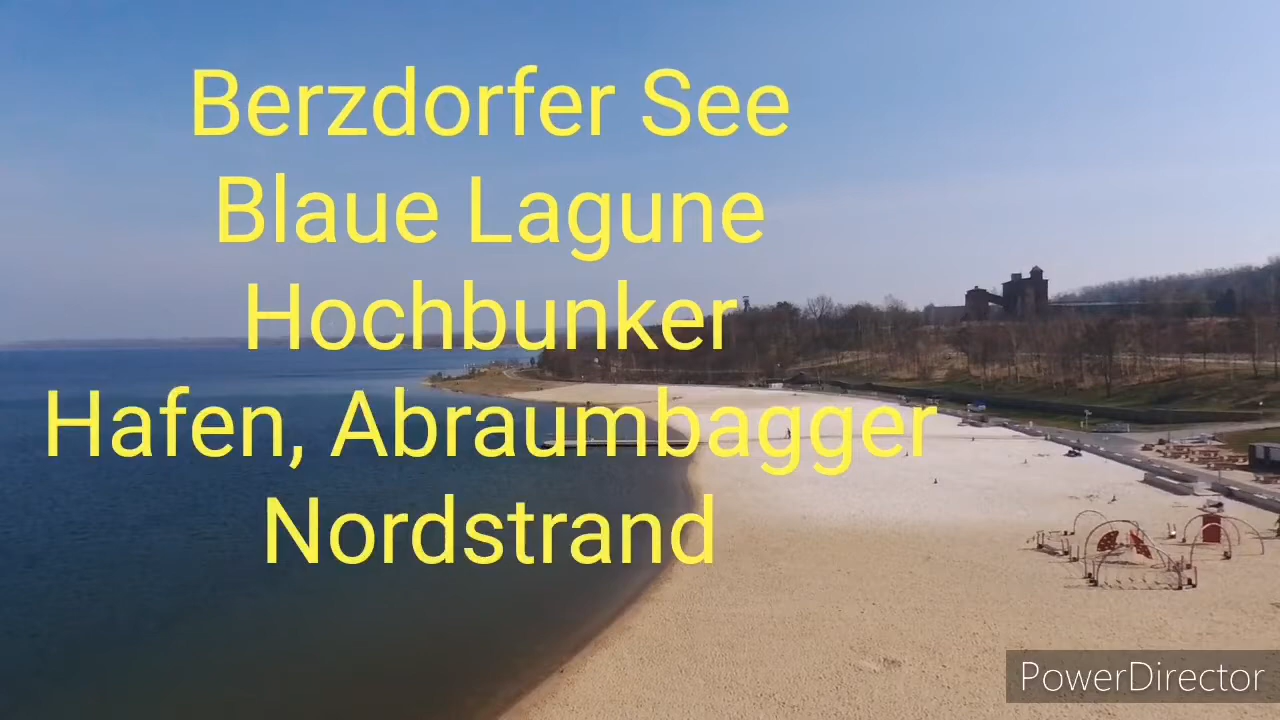 Berzdorfer See
Blaue Lagune
Hochbunker
Hafen, Abraumbagger
Nordstrand
PowerDirector